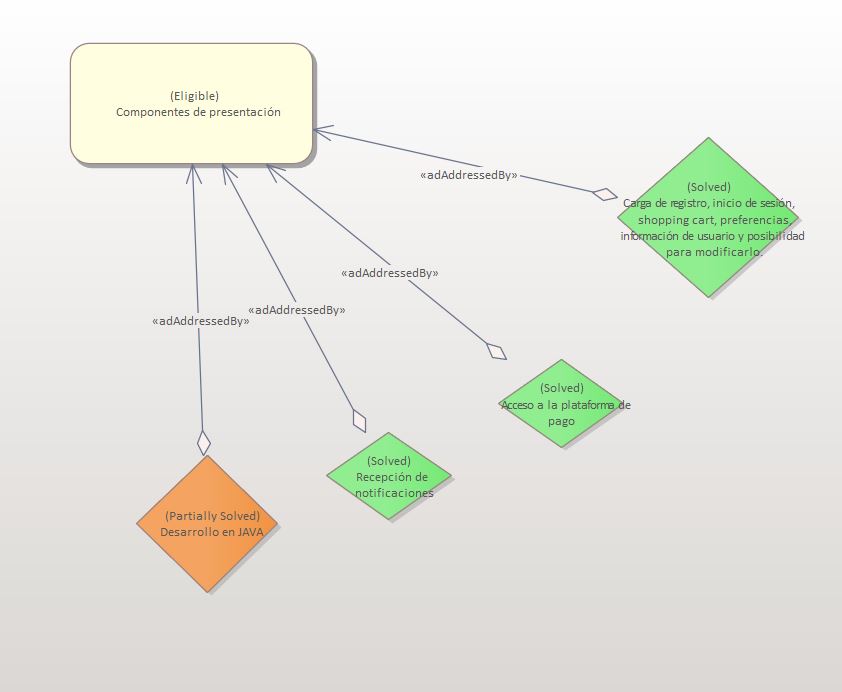 (Eligible)
Componentes de presentación
«adAddressedBy»
(Solved)
Carga de registro, inicio de sesión,
shopping cart, preferencias,
información de usuario y posibilidad
para modificarlo.
«adAddressedBy»
«adAddressedBy»
«adAddressedBy»
(Solved)
Acceso a la plataforma de
pago
(Solved)
Recepción de
notificaciones
(Partially Solved)
Desarrollo en JAVA